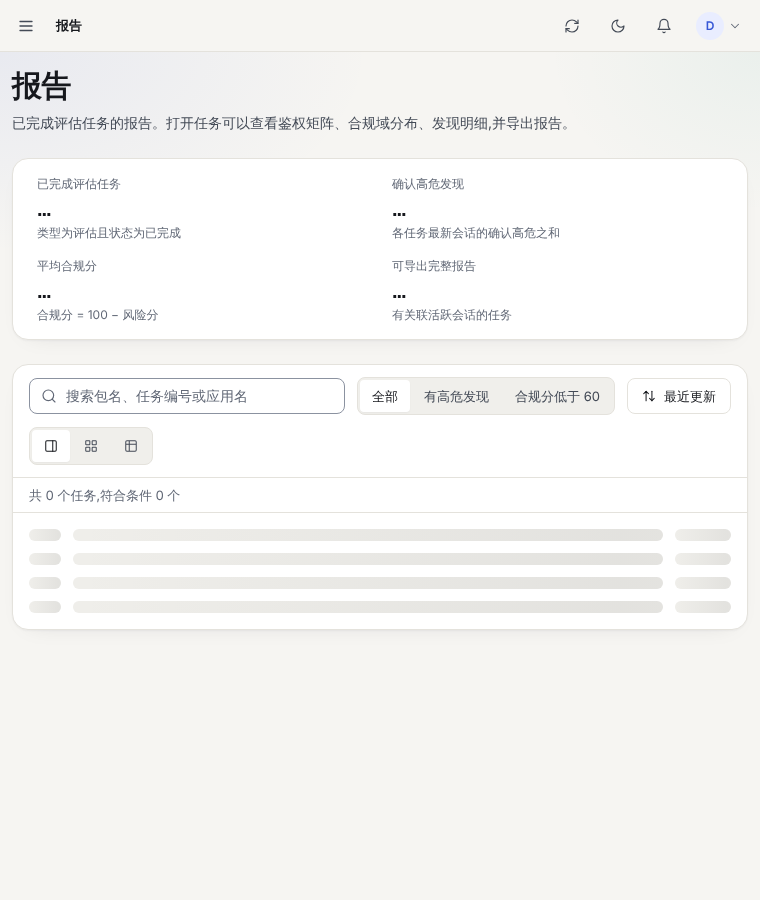 报告
D
报告
已完成评估任务的报告。打开任务可以查看鉴权矩阵、合规域分布、发现明细,并导出报告。
已完成评估任务
...
类型为评估且状态为已完成
确认高危发现
...
各任务最新会话的确认高危之和
平均合规分
...
合规分 = 100 − 风险分
可导出完整报告
...
有关联活跃会话的任务
搜索包名、任务编号或应用名
全部 有高危发现 合规分低于 60
最近更新
共 0 个任务,符合条件 0 个